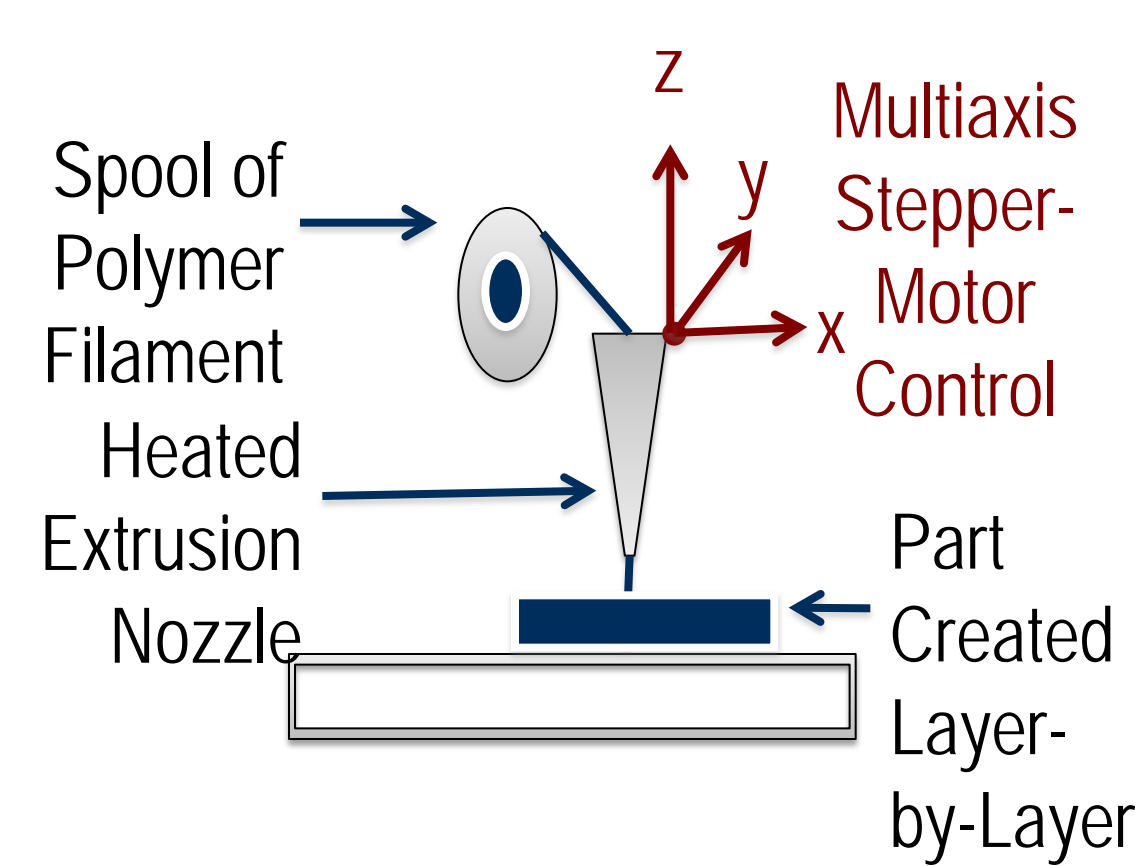 Spool of
Polymer
Filament
Heated
Extrusion
Nozzle
z
y
x
Multiaxis
Stepper-
Motor
Control
Part
Created
Layer-
by-Layer